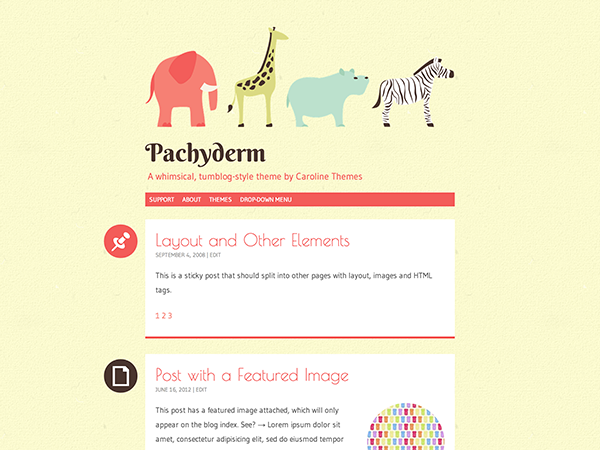 Pachyderm
A whimsical, tumblog-style theme by Caroline Themes
SUPPORT ABOUT THEMES DROP-DOWN MENU
Layout and Other Elements
SEPTEMBER 4, 2008 | EDIT
This is a sticky post that should split into other pages with layout, images and HTML
tags.
1 2 3
Post with a Featured Image
JUNE 16, 2012 | EDIT
This post has a featured image attached, which will only
appear on the blog index. See? → Lorem ipsum dolor sit
amet, consectetur adipisicing elit, sed do eiusmod tempor